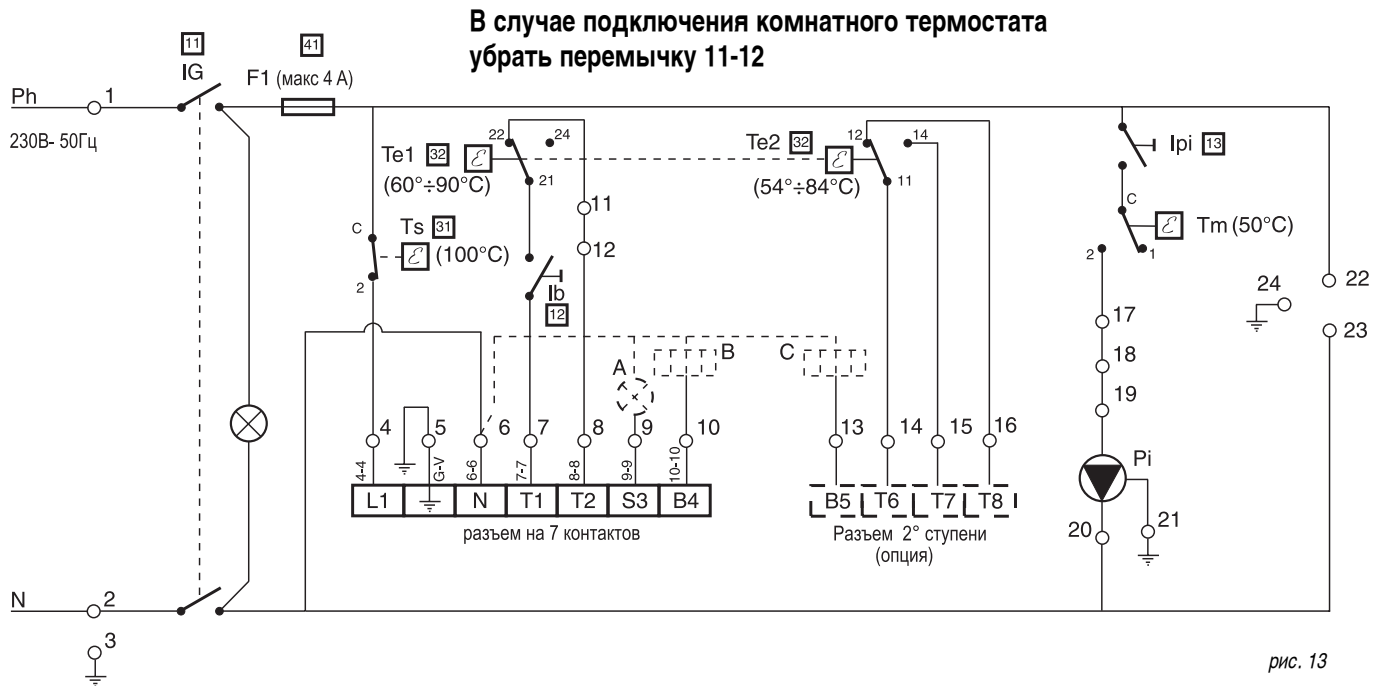 В случае подключения комнатного термостата
убрать перемычку 11-12
11
IG
41
F1 (макс 4 А)
Ph
1
230В- 50Гц
Te1 32
(60°÷90°C)
ℰ
22
24
21
Te2 32
(54°÷84°C)
ℰ
12
14
11
Ipi 13
C
ℰ
Tm (50°C)
2
1
C
Ts 31
ℰ
(100°C)
2
11
12
Ib
12
22
24
23
17
18
19
A
B
C
4
5
6
7
8
9
10
13
14
15
16
4-4
G-V
6-6
7-7
8-8
9-9
10-10
L1
N
T1
T2
S3
B4
B5
T6
T7
T8
разъем на 7 контактов
Разъем 2° ступени
(опция)
Pi
20
21
N
2
3
рис. 13